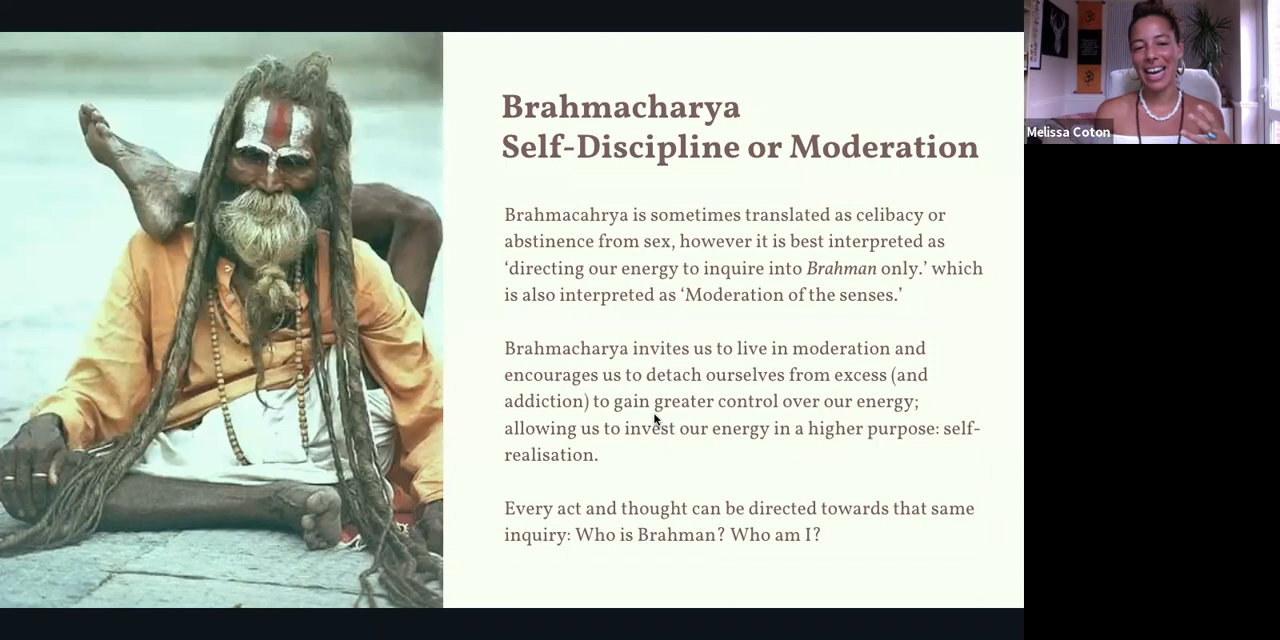 Brahmacharya
Self-Discipline or Moderation
Brahmacahrya is sometimes translated as celibacy or
abstinence from sex, however it is best interpreted as
‘directing our energy to inquire into Brahman only.’ which
is also interpreted as ‘Moderation of the senses.’
Brahmacharya invites us to live in moderation and
encourages us to detach ourselves from excess (and
addiction) to gain greater control over our energy;
allowing us to invest our energy in a higher purpose: self-
realisation.
Every act and thought can be directed towards that same
inquiry: Who is Brahman? Who am I?
Melissa Coton